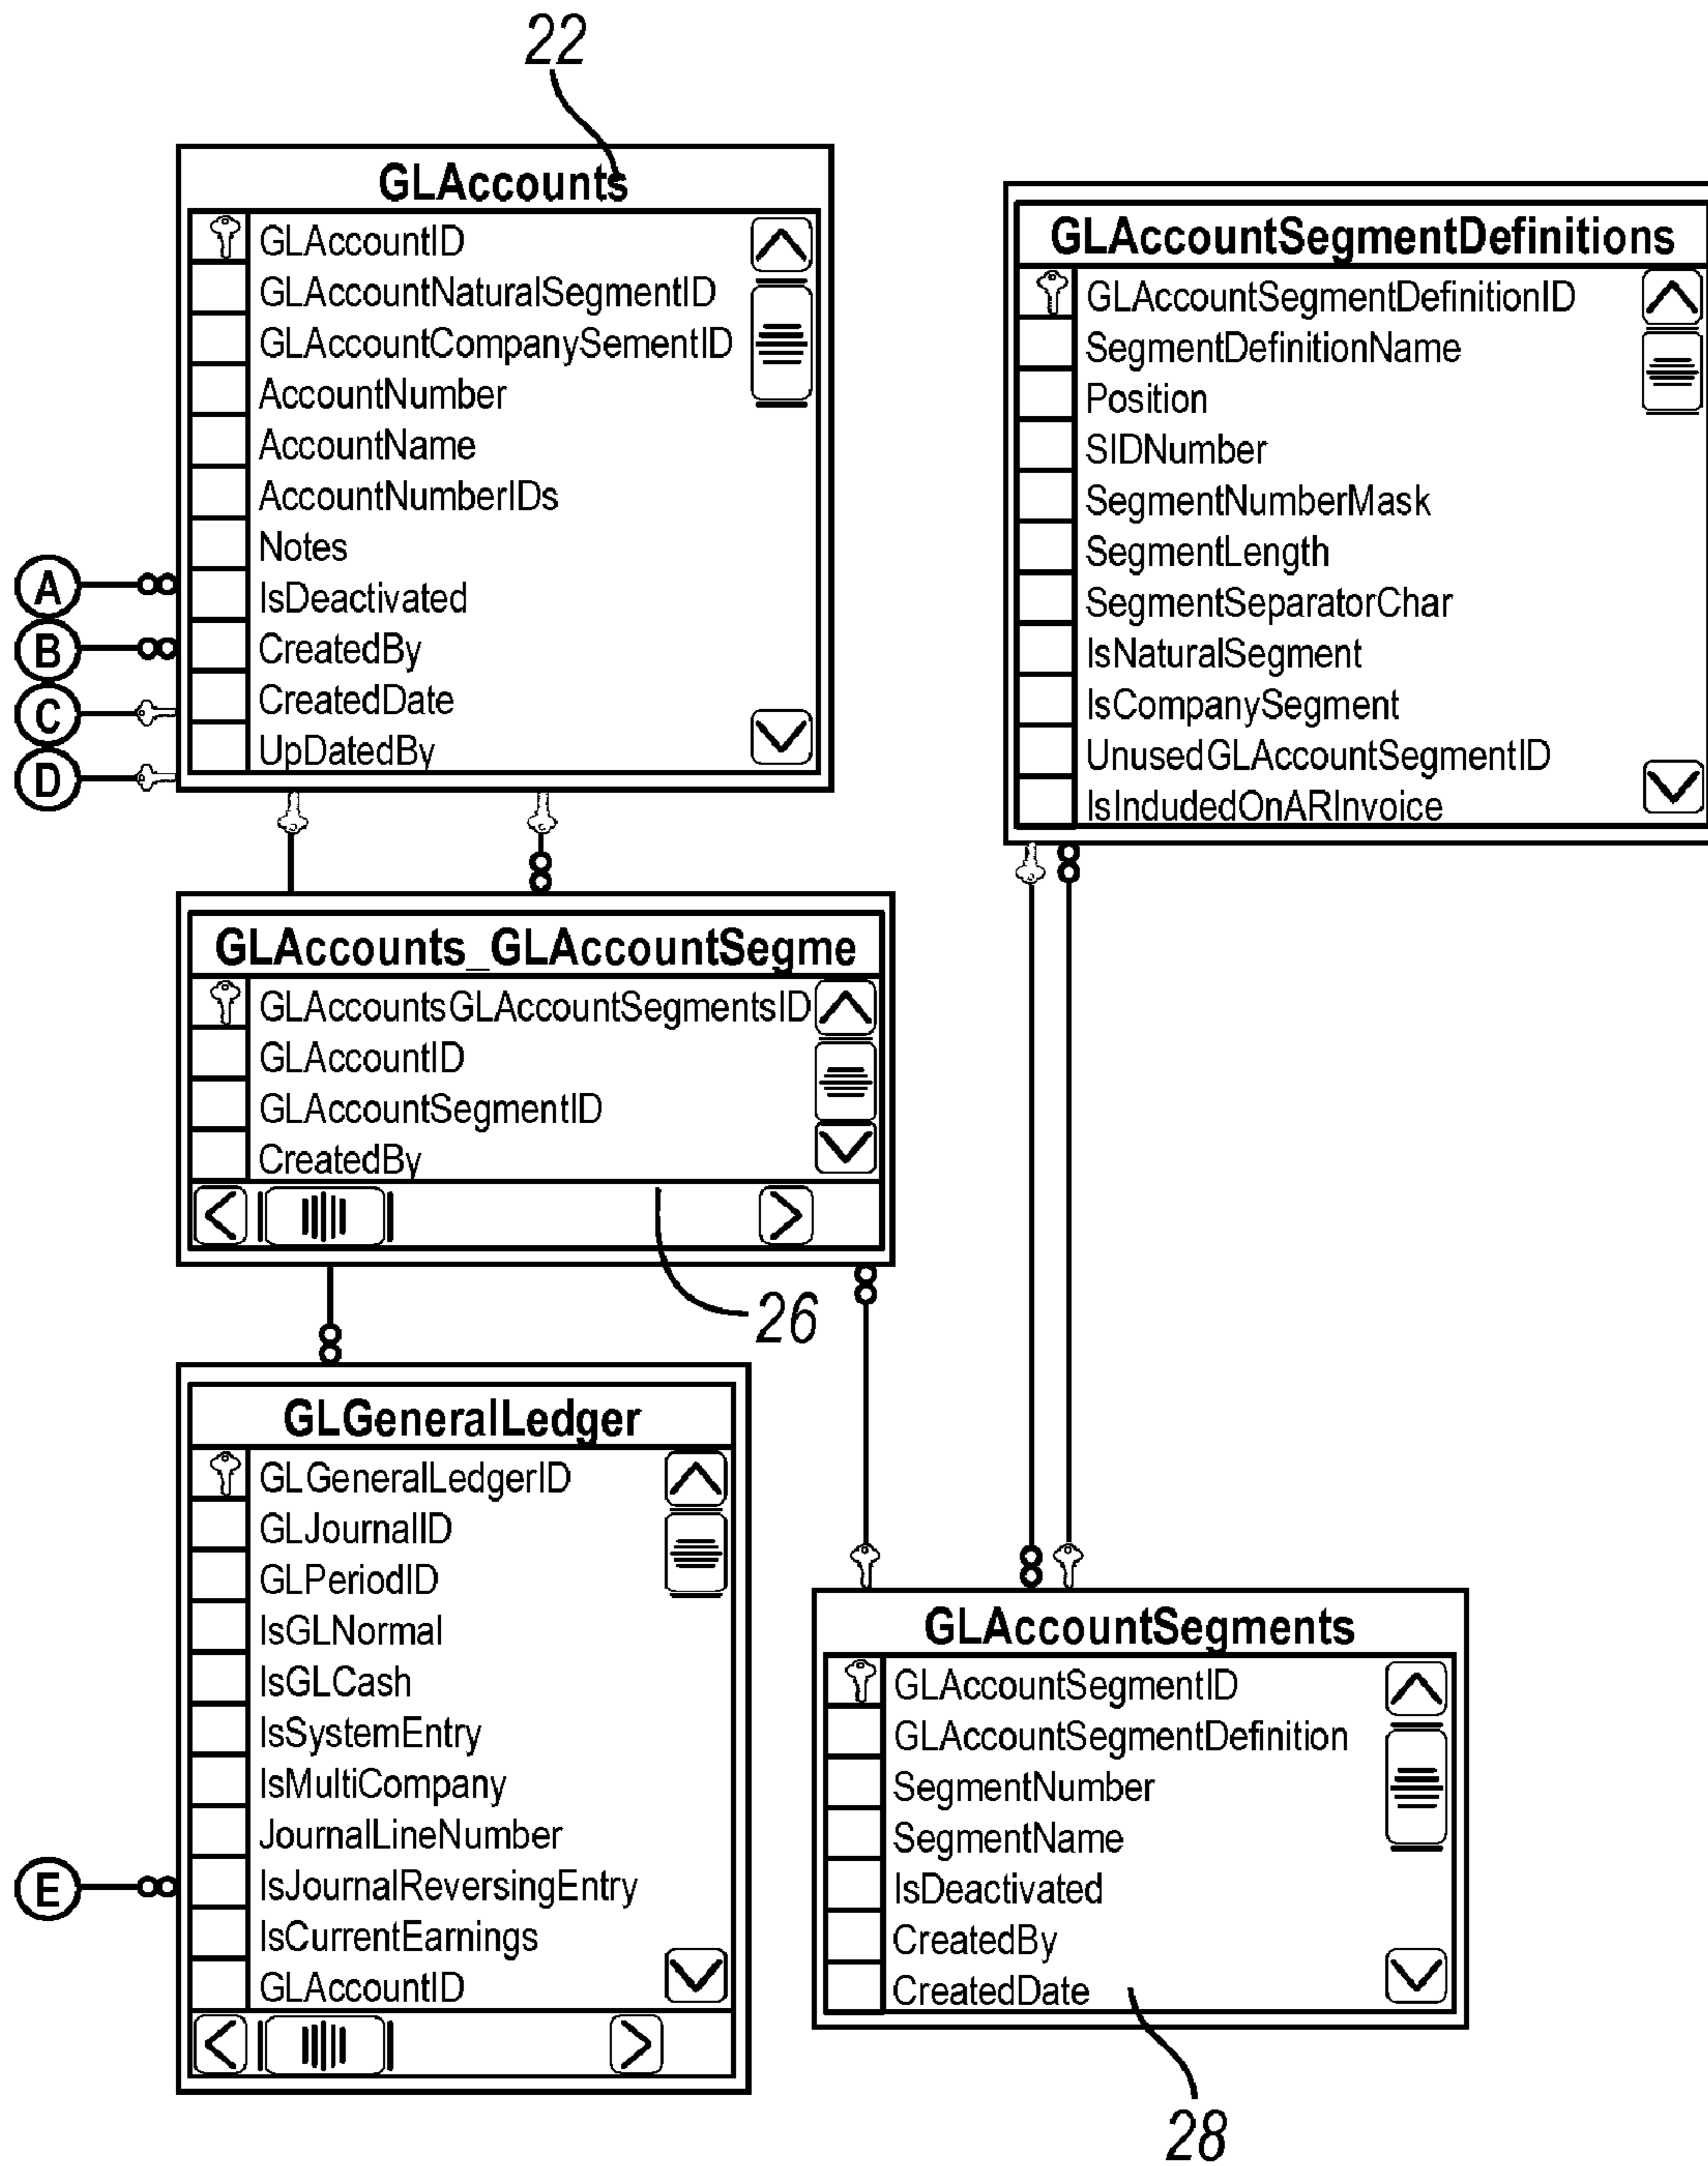 22
GLAccounts
GLAccountID
GLAccountNaturalSegmentID
GLAccountCompanySementID
AccountNumber
AccountName
AccountNumberIDs
Notes
IsDeactivated
CreatedBy
CreatedDate
UpDatedBy
A
B
C
D
GLAccountSegmentDefinitions
GLAccountSegmentDefinitionID
SegmentDefinitionName
Position
SIDNumber
SegmentNumberMask
SegmentLength
SegmentSeparatorChar
IsNaturalSegment
IsCompanySegment
UnusedGLAccountSegmentID
IsIndudedOnARInvoice
GLAccounts_GLAccountSegme
GLAccountsGLAccountSegmentsID
GLAccountID
GLAccountSegmentID
CreatedBy
26
GLGeneralLedger
GLGeneralLedgerID
GLJournalID
GLPeriodID
IsGLNormal
IsGLCash
IsSystemEntry
IsMultiCompany
JournalLineNumber
IsJournalReversingEntry
IsCurrentEarnings
GLAccountID
E
GLAccountSegments
GLAccountSegmentID
GLAccountSegmentDefinition
SegmentNumber
SegmentName
IsDeactivated
CreatedBy
CreatedDate
28